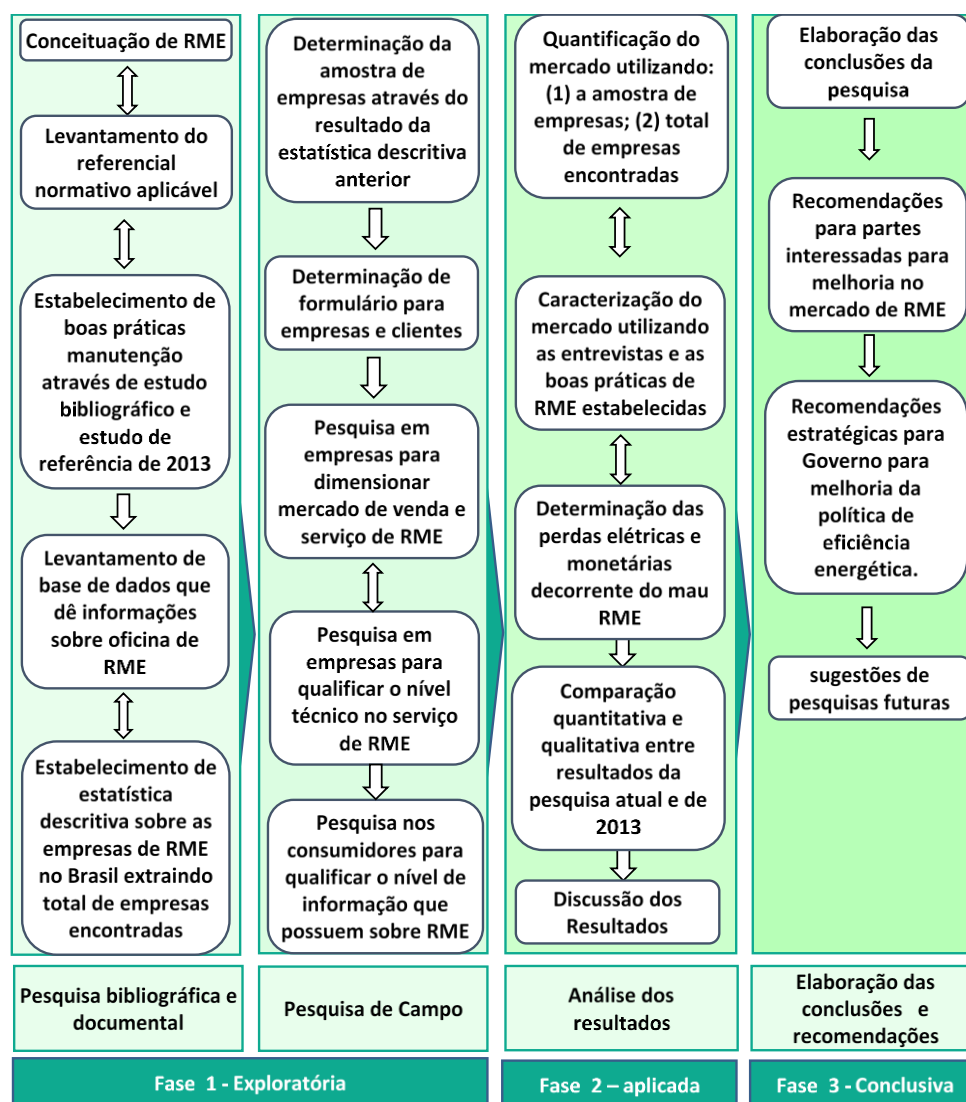 Conceituação de RME
Levantamento do
referencial
normativo aplicável
Estabelecimento de
boas práticas
manutenção
através de estudo
bibliográfico e
estudo de
referência de 2013
Levantamento de
base de dados que
dê informações
sobre oficina de
RME
Estabelecimento de
estatística
descritiva sobre as
empresas de RME
no Brasil extraindo
total de empresas
encontradas
Pesquisa bibliográfica e
documental
Determinação da
amostra de
empresas através do
resultado da
estatística descritiva
anterior
Determinação de
formulário para
empresas e clientes
Pesquisa em
empresas para
dimensionar
mercado de venda e
serviço de RME
Pesquisa em
empresas para
qualificar o nível
técnico no serviço
de RME
Pesquisa nos
consumidores para
qualificar o nível de
informação que
possuem sobre RME
Pesquisa de Campo
Quantificação do
mercado utilizando:
(1) a amostra de
empresas; (2) total
de empresas
encontradas
Caracterização do
mercado utilizando
as entrevistas e as
boas práticas de
RME estabelecidas
Determinação das
perdas elétricas e
monetárias
decorrente do mau
RME
Comparação
quantitativa e
qualitativa entre
resultados da
pesquisa atual e de
2013
Discussão dos
Resultados
Análise dos
resultados
Elaboração das
conclusões da
pesquisa
Recomendações
para partes
interessadas para
melhoria no
mercado de RME
Recomendações
estratégicas para
Governo para
melhoria da
política de
eficiência
energética.
sugestões de
pesquisas futuras
Elaboração das
conclusões e
recomendações
Fase 1 - Exploratória
Fase 2 – aplicada
Fase 3 - Conclusiva